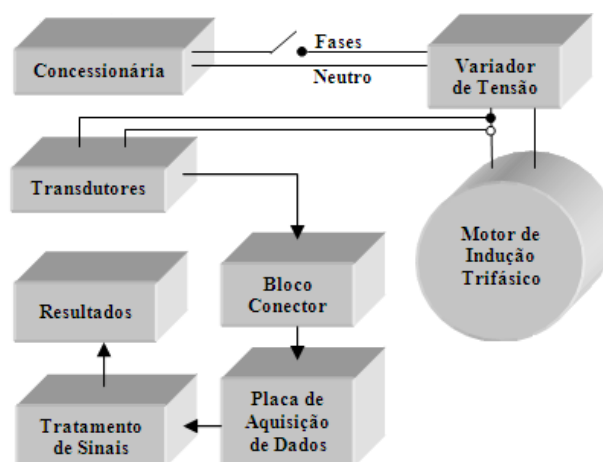 Concessionária
Fases
Neutro
Variador
de Tensão
Transdutores
Motor de
Indução
Trifásico
Bloco
Conector
Resultados
Placa de
Aquisição
de Dados
Tratamento
de Sinais